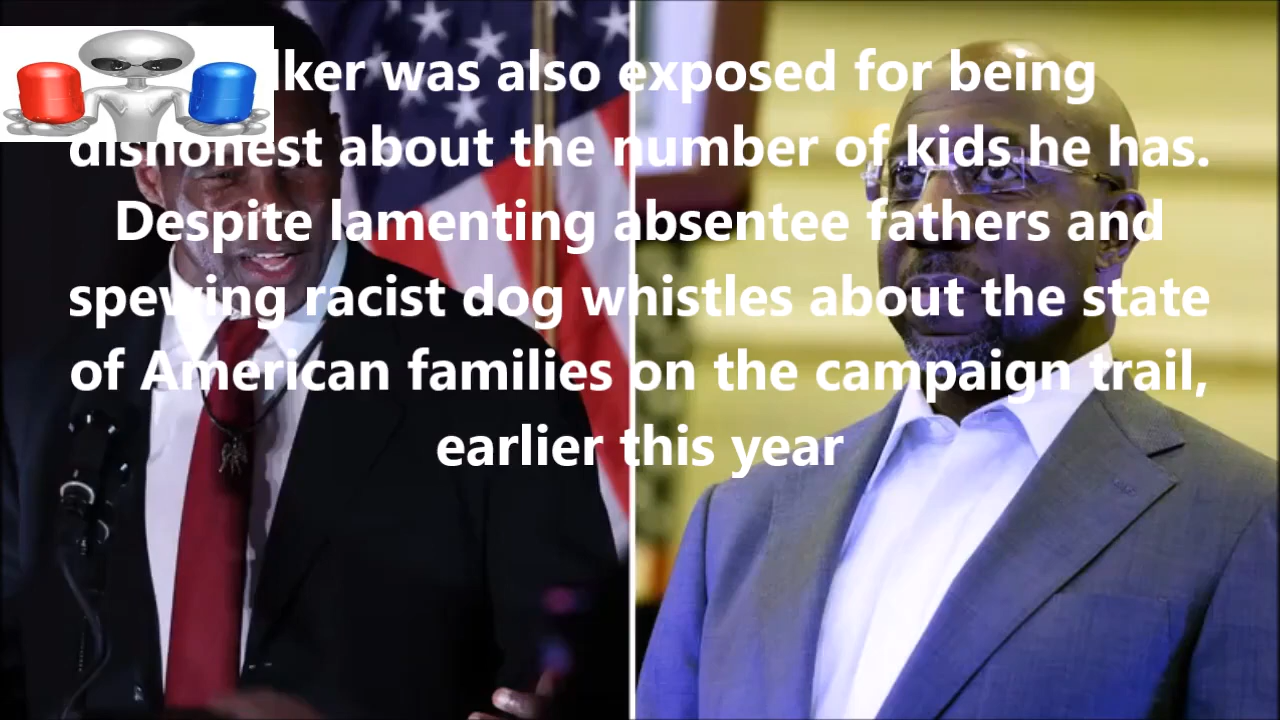 lker was also exposed for being
dishonest about the number of kids he has.
Despite lamenting absentee fathers and
spewing racist dog whistles about the state
of American families on the campaign trail,
earlier this year